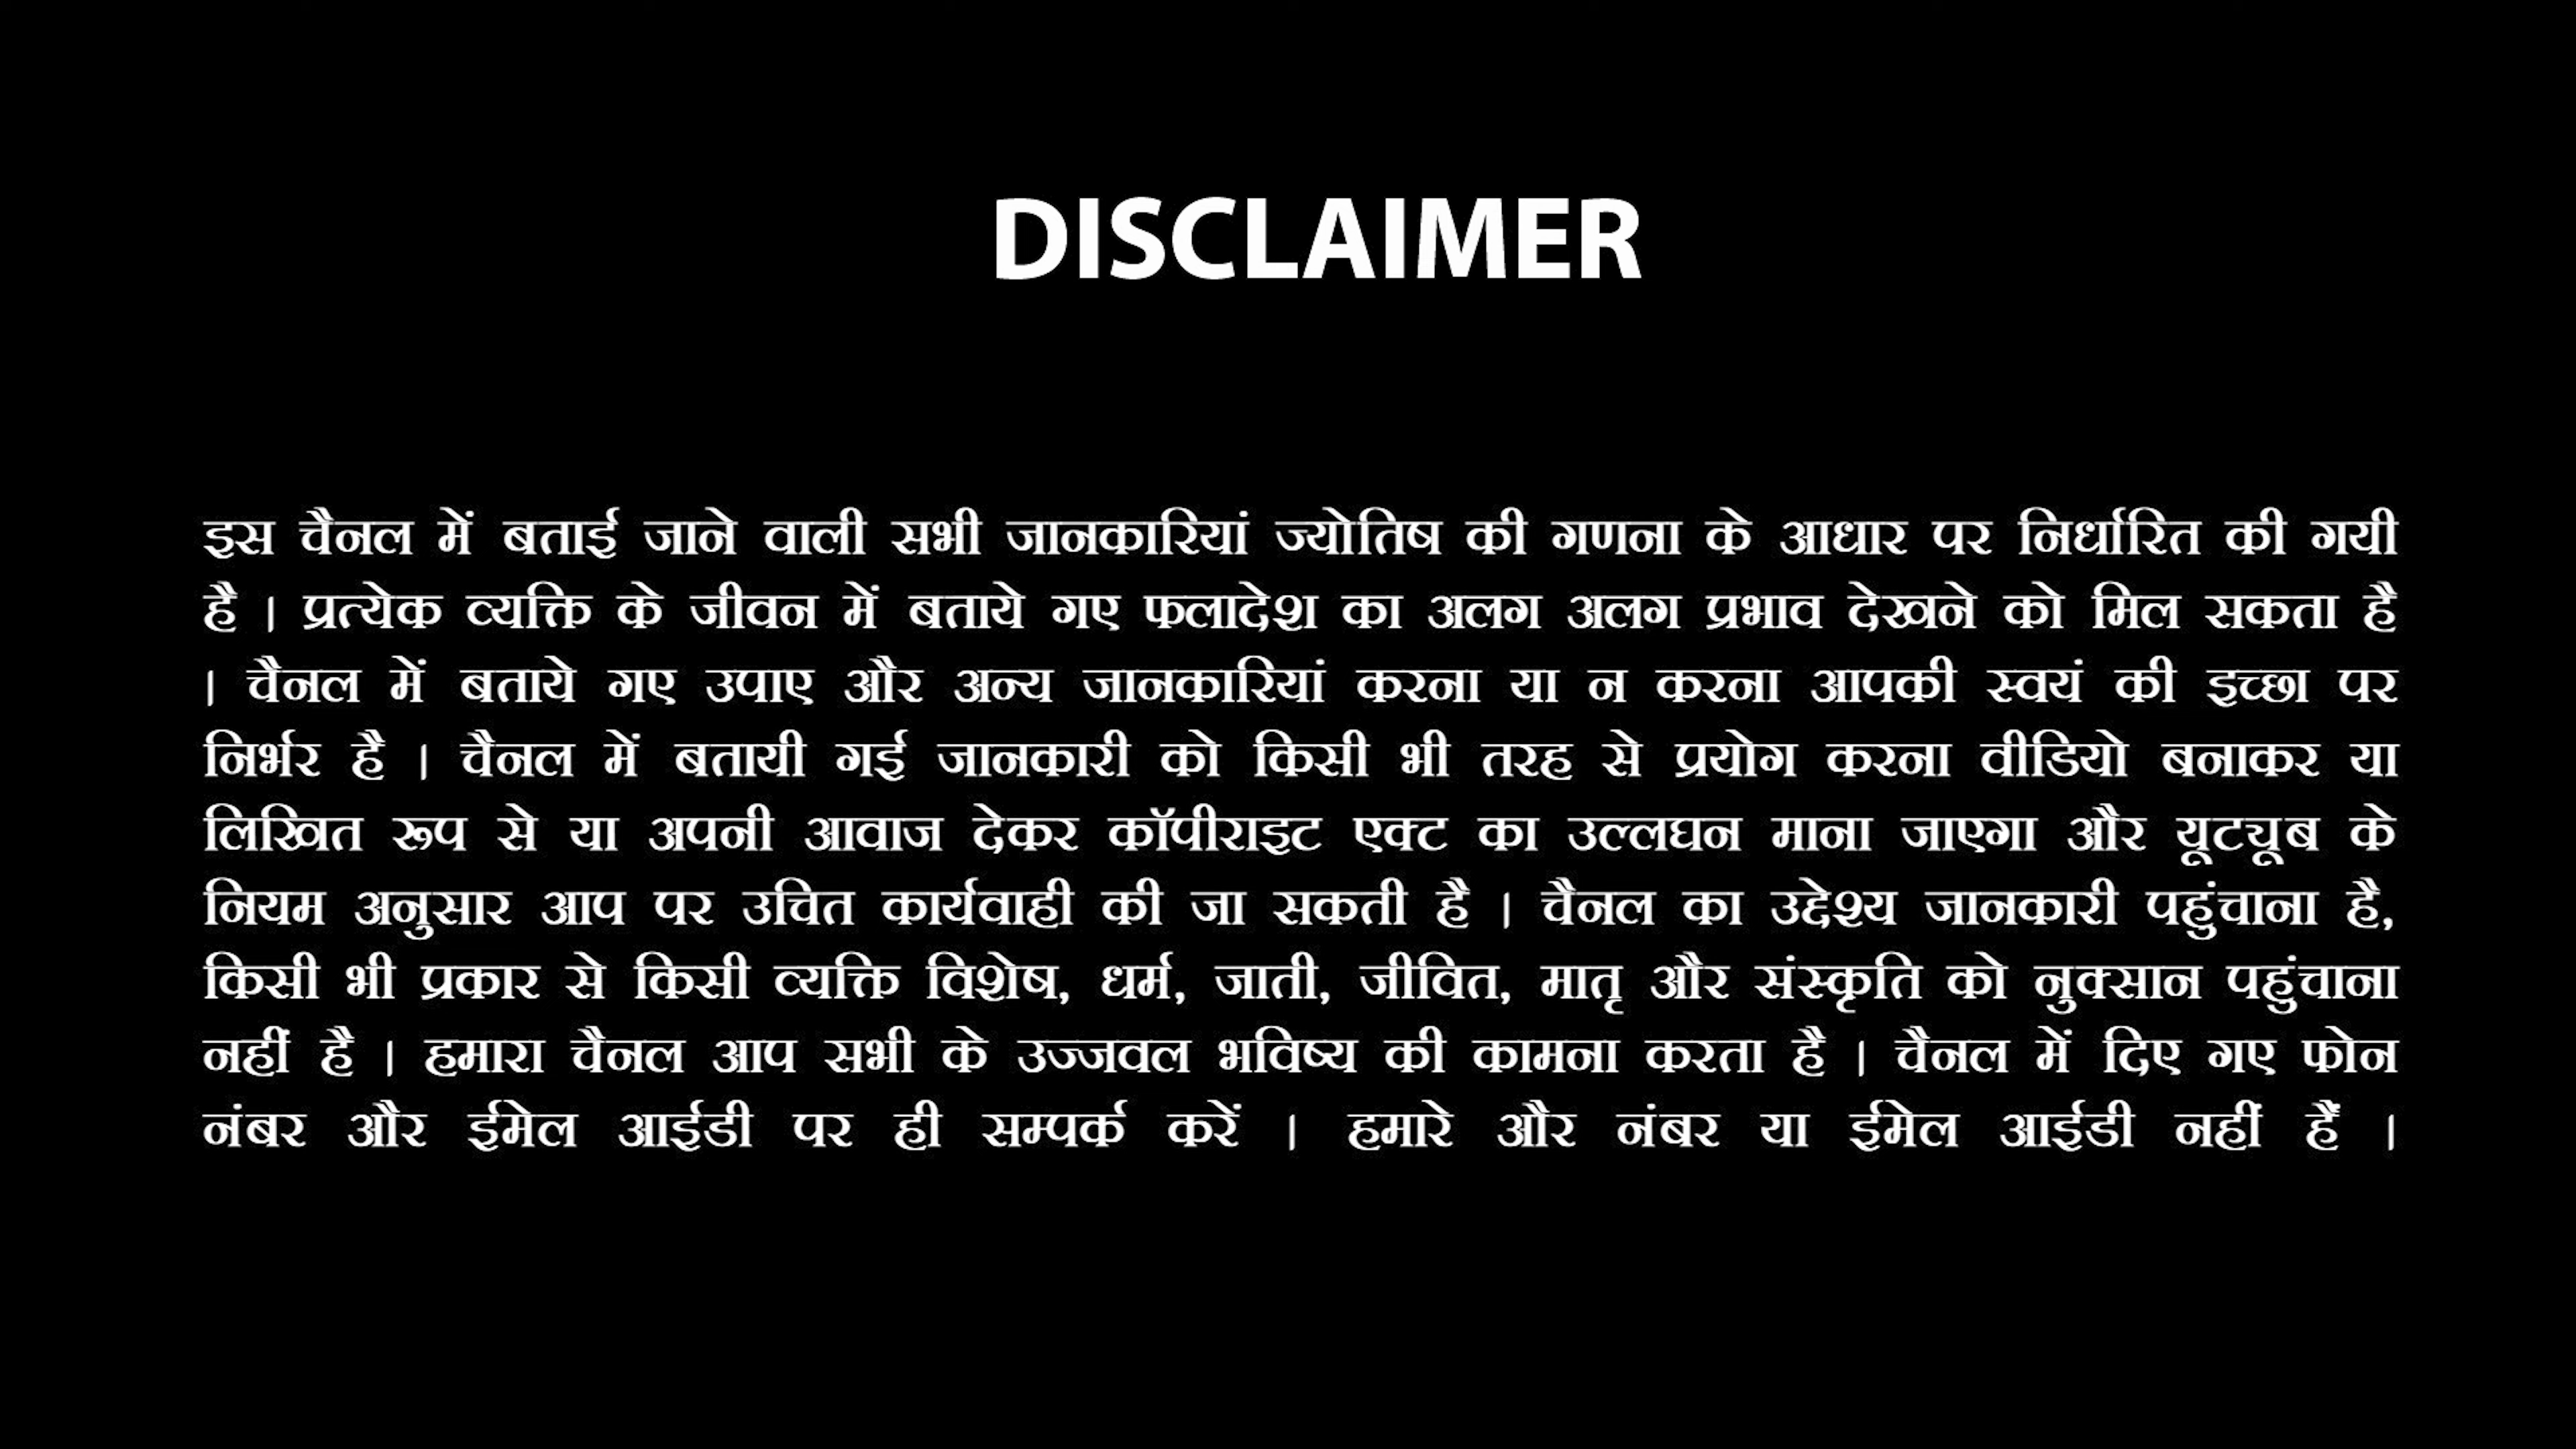 DISCLAIMER
इस चैनल में बताई जाने वाली सभी जानकारियां ज्योतिष की गणना के आधार पर निर्धारित की गयी
है । प्रत्येक व्यक्ति के जीवन में बताये गए फलादेश का अलग अलग प्रभाव देखने को मिल सकता है
। चैनल में बताये गए उपाए और अन्य जानकारियां करना या न करना आपकी स्वयं की इच्छा पर
निर्भर है । चैनल में बतायी गई जानकारी को किसी भी तरह से प्रयोग करना वीडियो बनाकर या
लिखित रूप से या अपनी आवाज देकर कॉपीराइट एक्ट का उल्लघन माना जाएगा और यूट्यूब के
नियम अनुसार आप पर उचित कार्यवाही की जा सकती है । चैनल का उद्देश्य जानकारी पहुंचाना है,
किसी भी प्रकार से किसी व्यक्ति विशेष, धर्म, जाती, जीवित, मातृ और संस्कृति को नुक्सान पहुंचाना
नहीं है । हमारा चैनल आप सभी के उज्जवल भविष्य की कामना करता है । चैनल में दिए गए फोन
नंबर और ईमेल आईडी पर ही सम्पर्क करें । हमारे और नंबर या ईमेल आईडी नहीं हैं ।